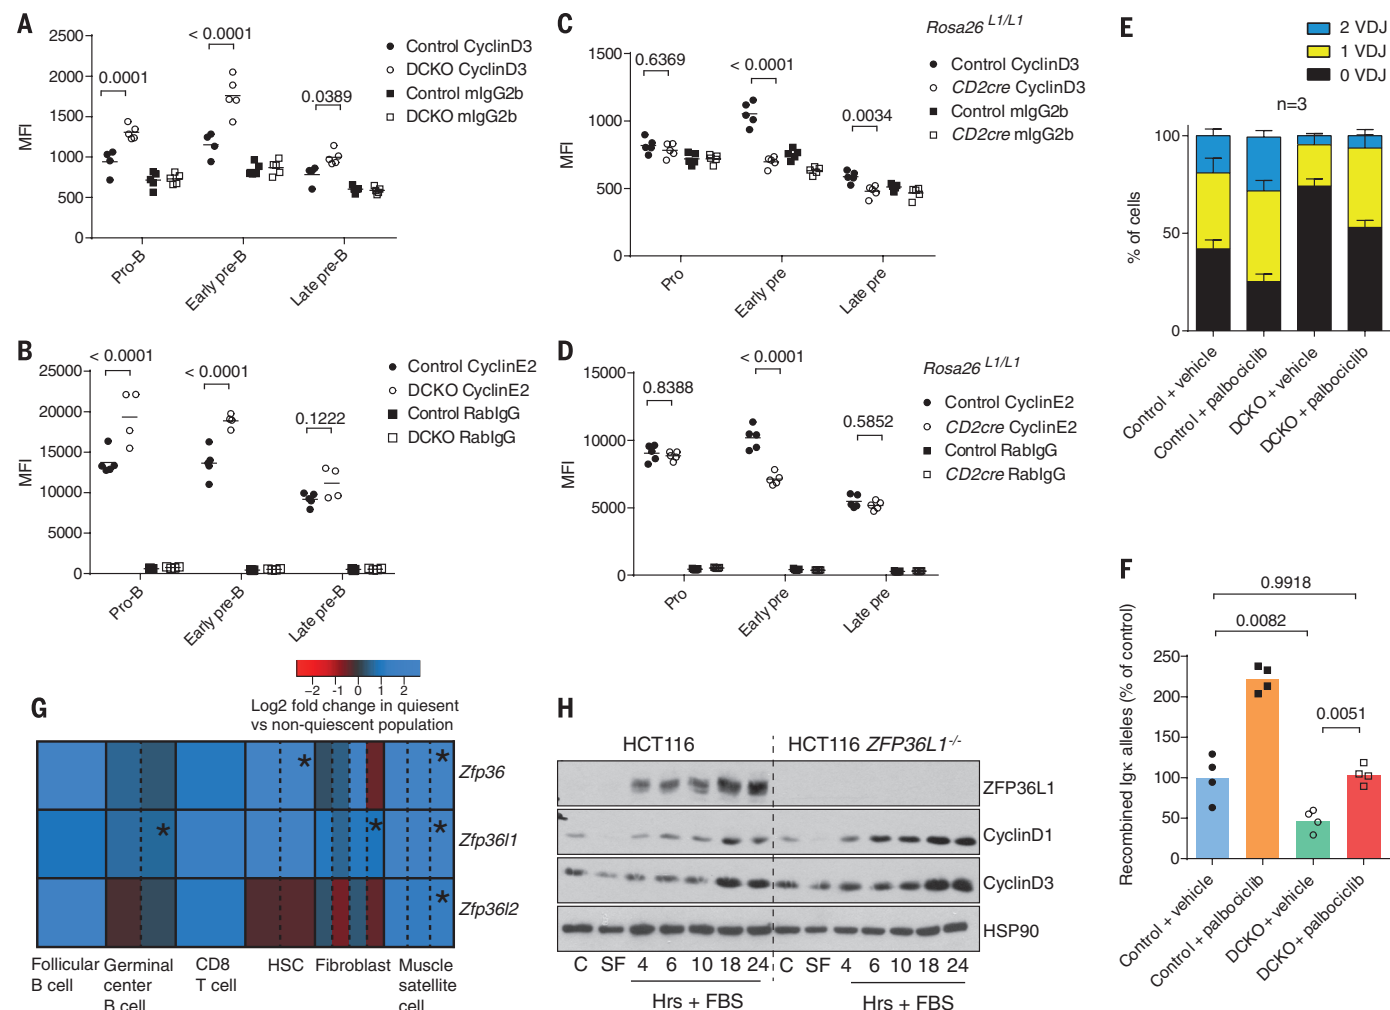 A
2500
2000
1500
1000
500
0
MFI
0.0001
< 0.0001
0.0389
Pro-B
Early pre-B
Late pre-B
Control CyclinD3
DCKO CyclinD3
Control mIgG2b
DCKO mIgG2b
C
Rosa26 L1/L1
1500
1000
500
0
MFI
0.6369
< 0.0001
0.0034
Pro
Early pre
Late pre
Control CyclinD3
CD2cre CyclinD3
Control mIgG2b
CD2cre mIgG2b
E
2 VDJ
1 VDJ
0 VDJ
n=3
100
50
0
% of cells
Control + vehicle
Control + palbociclib
DCKO + vehicle
DCKO + palbociclib
B
25000
20000
15000
10000
5000
0
MFI
< 0.0001
< 0.0001
0.1222
Pro-B
Early pre-B
Late pre-B
Control CyclinE2
DCKO CyclinE2
Control RabIgG
DCKO RabIgG
D
Rosa26 L1/L1
15000
10000
5000
0
MFI
0.8388
< 0.0001
0.5852
Pro
Early pre
Late pre
Control CyclinE2
CD2cre CyclinE2
Control RabIgG
CD2cre RabIgG
F
0.9918
0.0082
0.0051
250
200
150
100
50
0
Recombined Igκ alleles (% of control)
Control + vehicle
Control + palbociclib
DCKO + vehicle
DCKO+ palbociclib
G
−2 -1 0 1 2
Log2 fold change in quiesent
vs non-quiescent population
* *
Zfp36
* * *
Zfp36l1
*
Zfp36l2
Follicular
B cell
Germinal
center
B cell
CD8
T cell
HSC
Fibroblast
Muscle
satellite
cell
H
HCT116
HCT116 ZFP36L1-/-
ZFP36L1
CyclinD1
CyclinD3
HSP90
C SF 4 6 10 18 24 C SF 4 6 10 18 24
Hrs + FBS
Hrs + FBS